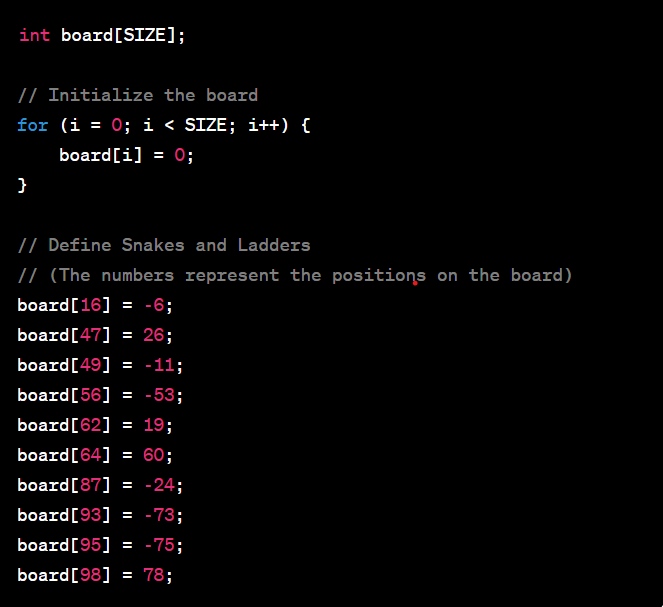 int board[SIZE];
// Initialize the board
for (i = 0; i < SIZE; i++) {
    board[i] = 0;
}
// Define Snakes and Ladders
// (The numbers represent the positions on the board)
board[16] = -6;
board[47] = 26;
board[49] = -11;
board[56] = -53;
board[62] = 19;
board[64] = 60;
board[87] = -24;
board[93] = -73;
board[95] = -75;
board[98] = 78;